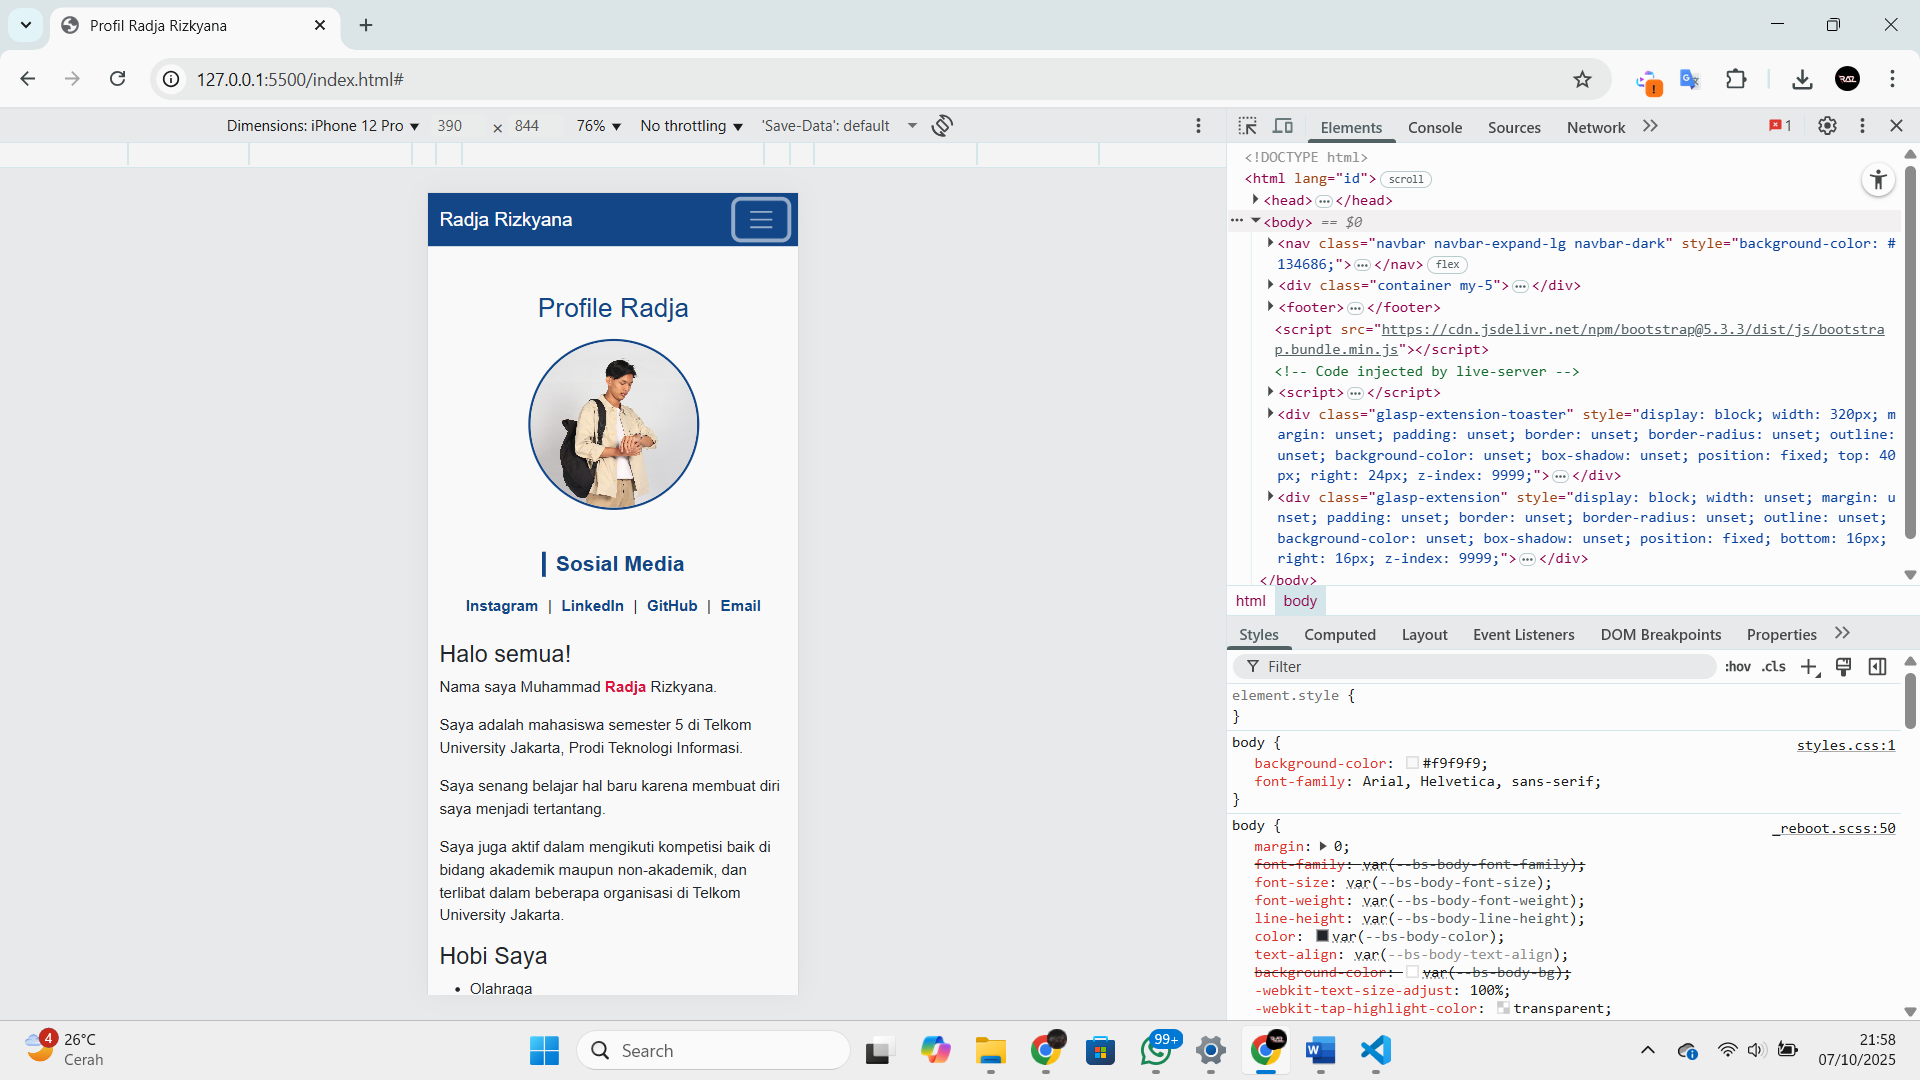 Profil Radja Rizkyana
127.0.0.1:5500/index.html#
Dimensions: iPhone 12 Pro ▼ 390 × 844 76% ▼ No throttling ▼ 'Save-Data': default
Radja Rizkyana
Profile Radja
Sosial Media
Instagram | LinkedIn | GitHub | Email
Halo semua!
Nama saya Muhammad Radja Rizkyana.
Saya adalah mahasiswa semester 5 di Telkom
University Jakarta, Prodi Teknologi Informasi.
Saya senang belajar hal baru karena membuat diri
saya menjadi tertantang.
Saya juga aktif dalam mengikuti kompetisi baik di
bidang akademik maupun non-akademik, dan
terlibat dalam beberapa organisasi di Telkom
University Jakarta.
Hobi Saya
• Olahraga
Elements Console Sources Network 1
<!DOCTYPE html>
<html lang="id"> scroll
<head> … </head>
<body> == $0
<nav class="navbar navbar-expand-lg navbar-dark" style="background-color: #
134686;"> … </nav> flex
<div class="container my-5"> … </div>
<footer> … </footer>
<script src="https://cdn.jsdelivr.net/npm/bootstrap@5.3.3/dist/js/bootstra
p.bundle.min.js"></script>
<!-- Code injected by live-server -->
<script> … </script>
<div class="glasp-extension-toaster" style="display: block; width: 320px; m
argin: unset; padding: unset; border: unset; border-radius: unset; outline:
unset; background-color: unset; box-shadow: unset; position: fixed; top: 40
px; right: 24px; z-index: 9999;"> … </div>
<div class="glasp-extension" style="display: block; width: unset; margin: u
nset; padding: unset; border: unset; border-radius: unset; outline: unset;
background-color: unset; box-shadow: unset; position: fixed; bottom: 16px;
right: 16px; z-index: 9999;"> … </div>
</body>
html body
Styles Computed Layout Event Listeners DOM Breakpoints Properties
Filter :hov .cls
element.style {
}
body { styles.css:1
background-color: #f9f9f9;
font-family: Arial, Helvetica, sans-serif;
}
body { _reboot.scss:50
margin: 0;
font-family: var(--bs-body-font-family);
font-size: var(--bs-body-font-size);
font-weight: var(--bs-body-font-weight);
line-height: var(--bs-body-line-height);
color: var(--bs-body-color);
text-align: var(--bs-body-text-align);
background-color: var(--bs-body-bg);
-webkit-text-size-adjust: 100%;
-webkit-tap-highlight-color: transparent;
4
26°C
Cerah
Search
99+
21:58
07/10/2025